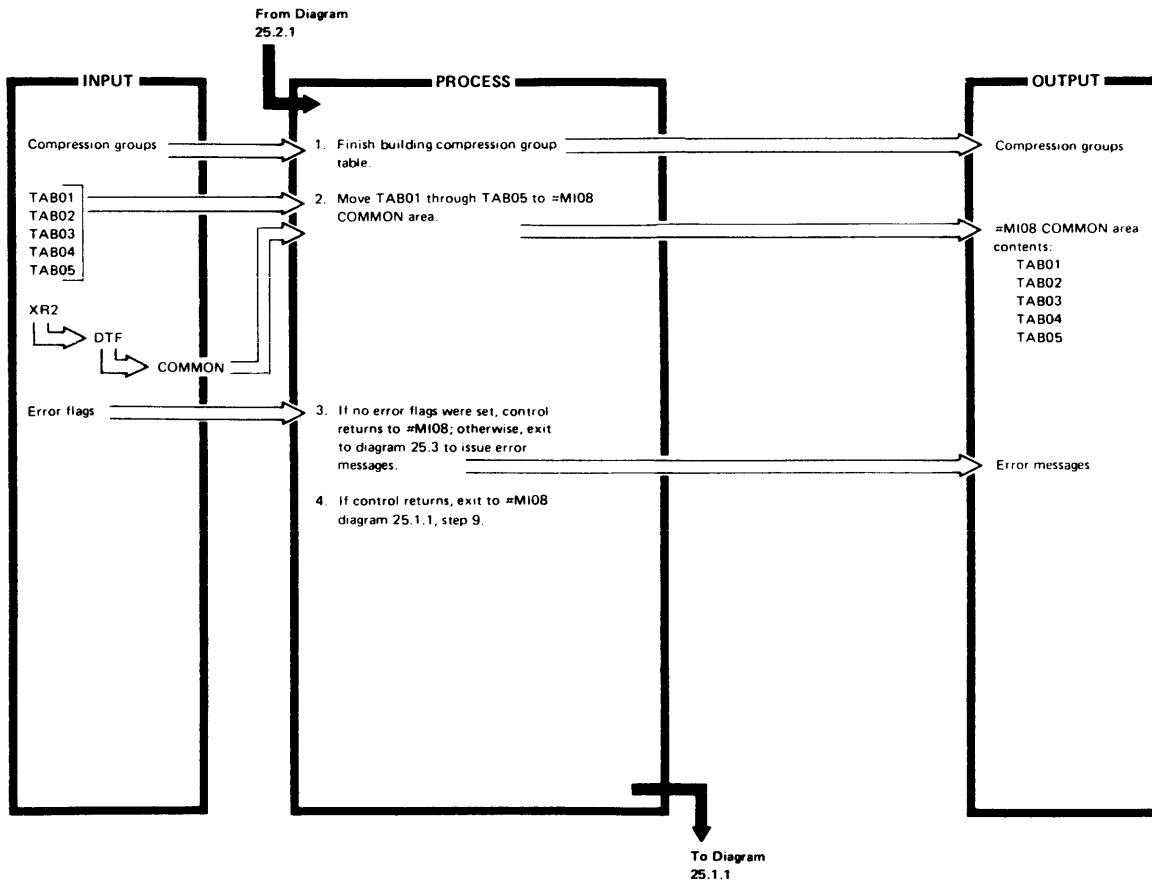 From Diagram
25.2.1
INPUT
PROCESS
OUTPUT
Compression groups
1. Finish building compression group
table.
Compression groups
TAB01
TAB02
TAB03
TAB04
TAB05
2. Move TAB01 through TAB05 to #MI08
COMMON area.
#MI08 COMMON area
contents:
TAB01
TAB02
TAB03
TAB04
TAB05
XR2
DTF
COMMON
Error flags
3. If no error flags were set, control
returns to #MI08; otherwise, exit
to diagram 25.3 to issue error
messages.
Error messages
4. If control returns, exit to #MI08
diagram 25.1.1, step 9.
To Diagram
25.1.1